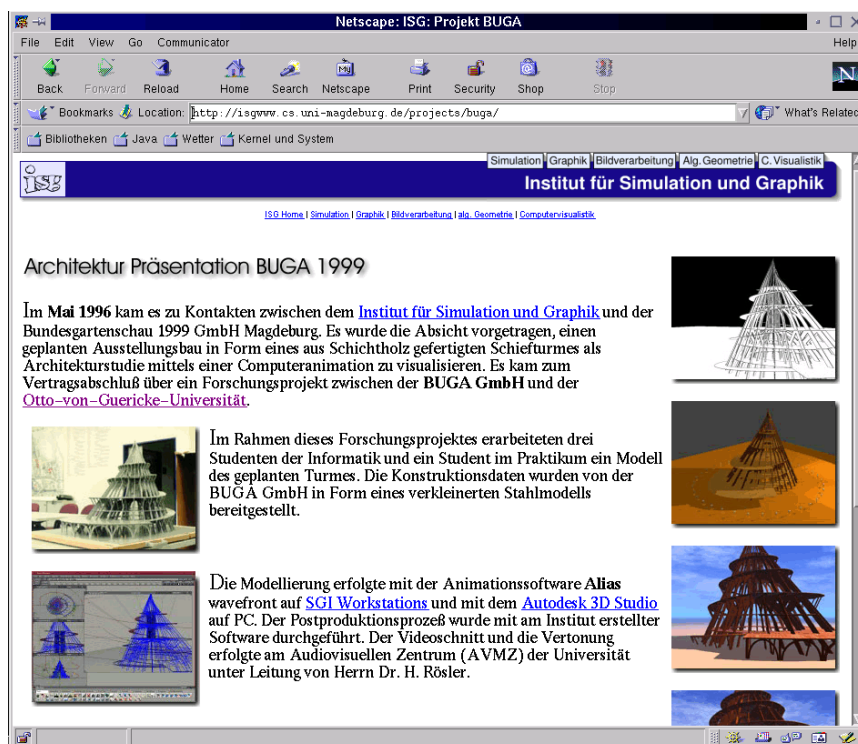 Netscape: ISG: Projekt BUGA
File Edit View Go Communicator Help
Back Forward Reload Home Search Netscape Print Security Shop Stop
N
Bookmarks Location: http://isgwww.cs.uni-magdeburg.de/projects/buga/ What's Related
Bibliotheken Java Wetter Kernel und System
Simulation Graphik Bildverarbeitung Alg. Geometrie C. Visualistik
ISG Institut für Simulation und Graphik
ISG Home | Simulation | Graphik | Bildverarbeitung | alg. Geometrie | Computervisualistik
Architektur Präsentation BUGA 1999
Im Mai 1996 kam es zu Kontakten zwischen dem Institut für Simulation und Graphik und der
Bundesgartenschau 1999 GmbH Magdeburg. Es wurde die Absicht vorgetragen, einen
geplanten Ausstellungsbau in Form eines aus Schichtholz gefertigten Schiefturmes als
Architekturstudie mittels einer Computeranimation zu visualisieren. Es kam zum
Vertragsabschluß über ein Forschungsprojekt zwischen der BUGA GmbH und der
Otto-von-Guericke-Universität.
Im Rahmen dieses Forschungsprojektes erarbeiteten drei
Studenten der Informatik und ein Student im Praktikum ein Modell
des geplanten Turmes. Die Konstruktionsdaten wurden von der
BUGA GmbH in Form eines verkleinerten Stahlmodells
bereitgestellt.
Die Modellierung erfolgte mit der Animationssoftware Alias
wavefront auf SGI Workstations und mit dem Autodesk 3D Studio
auf PC. Der Postproduktionsprozeß wurde mit am Institut erstellter
Software durchgeführt. Der Videoschnitt und die Vertonung
erfolgte am Audiovisuellen Zentrum (AVMZ) der Universität
unter Leitung von Herrn Dr. H. Rösler.